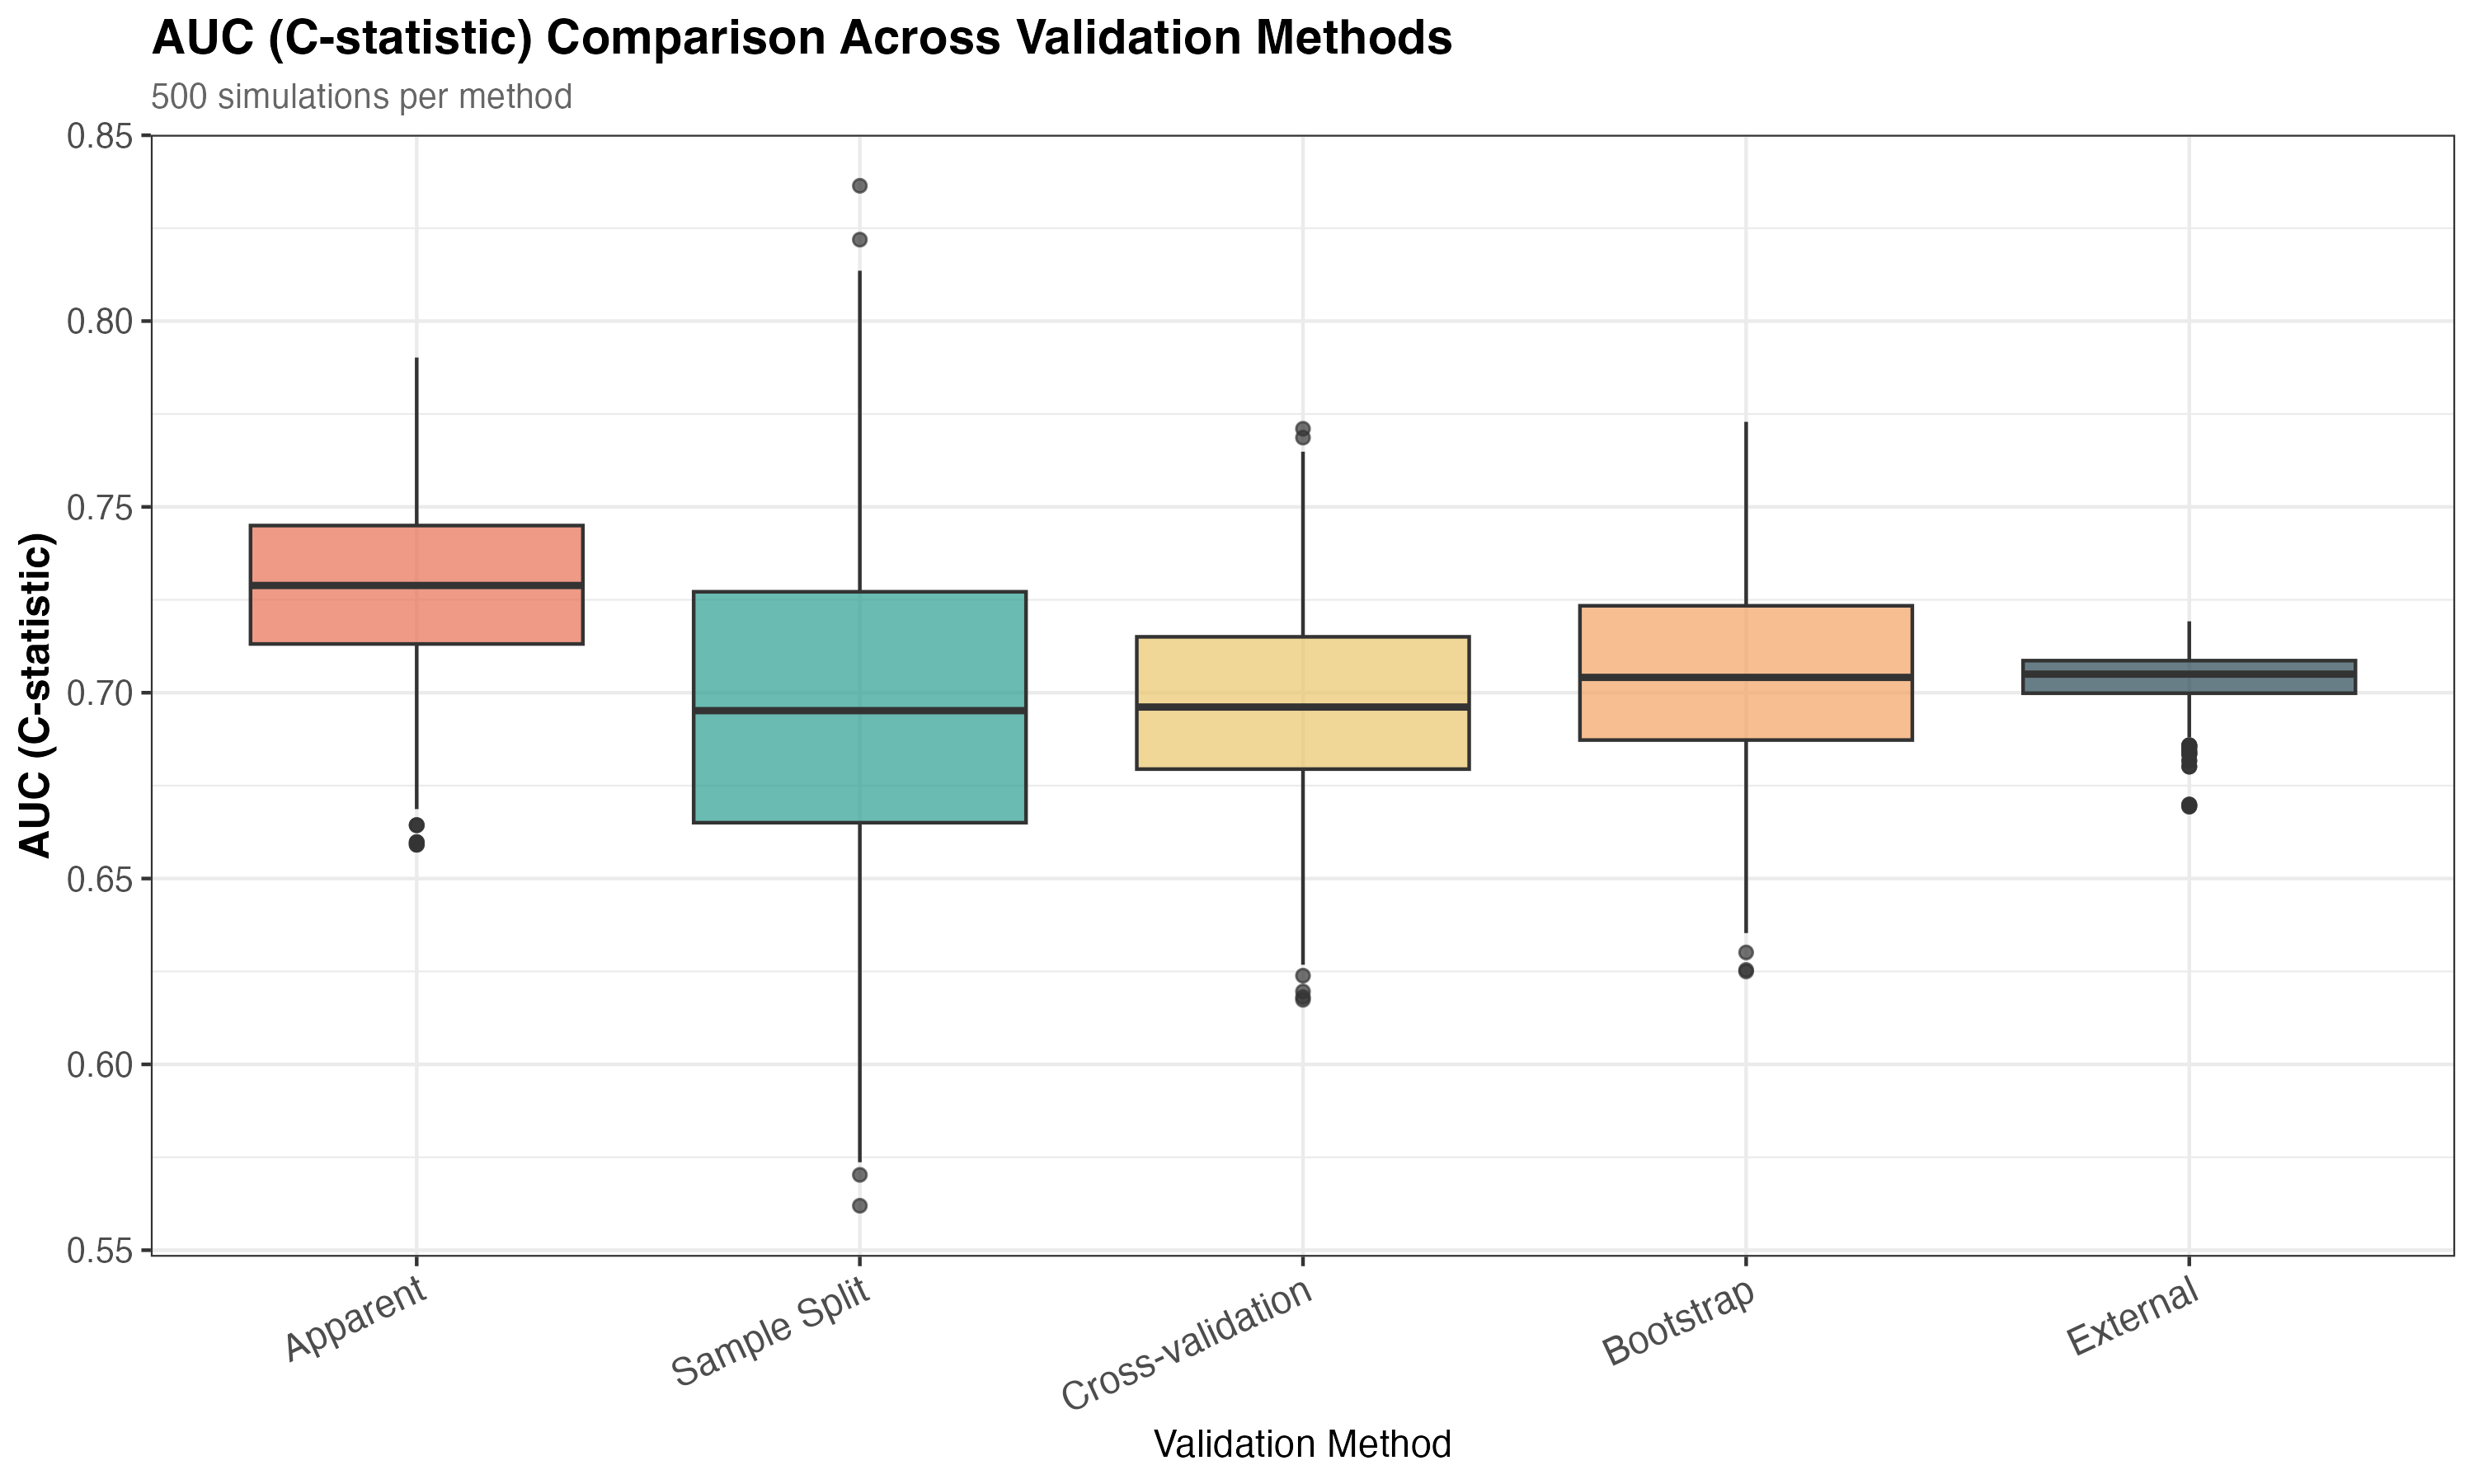 AUC (C-statistic) Comparison Across Validation Methods
500 simulations per method
AUC (C-statistic)
0.85
0.80
0.75
0.70
0.65
0.60
0.55
Apparent
Sample Split
Cross-validation
Bootstrap
External
Validation Method